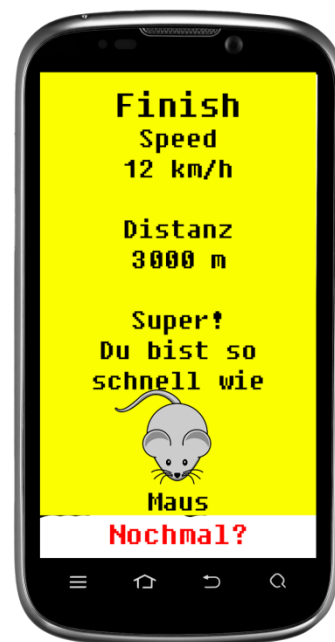 Finish
Speed
12 km/h
Distanz
3000 m
Super!
Du bist so
schnell wie
Maus
Nochmal?